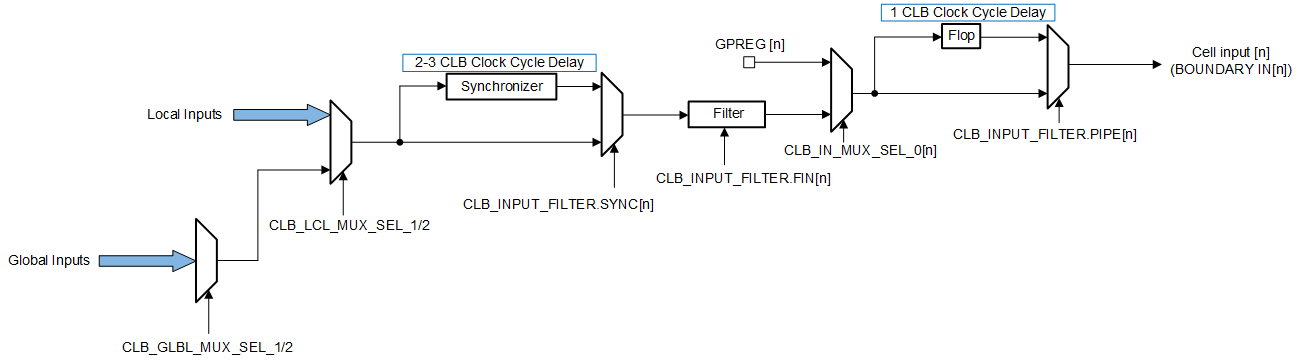 1 CLB Clock Cycle Delay
GPREG [n]
Flop
Cell input [n]
(BOUNDARY IN[n])
2-3 CLB Clock Cycle Delay
Synchronizer
Local Inputs
Filter
CLB_INPUT_FILTER.PIPE[n]
CLB_IN_MUX_SEL_0[n]
CLB_INPUT_FILTER.FIN[n]
CLB_INPUT_FILTER.SYNC[n]
CLB_LCL_MUX_SEL_1/2
Global Inputs
CLB_GLBL_MUX_SEL_1/2